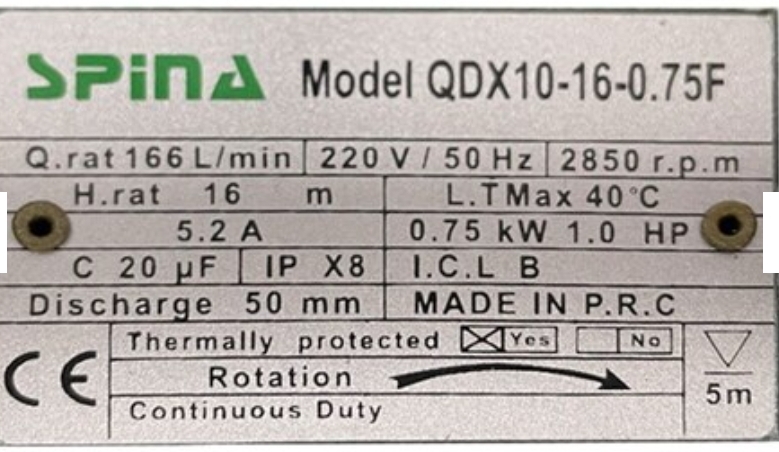 SPINA Model QDX10-16-0.75F
Q.rat 166 L/min 220 V / 50 Hz 2850 r.p.m
H.rat 16 m L.T Max 40°C
5.2 A 0.75 kW 1.0 HP
C 20 µF IP X8 I.C.L B
Discharge 50 mm MADE IN P.R.C
Thermally protected Yes No
CE Rotation
5m
Continuous Duty